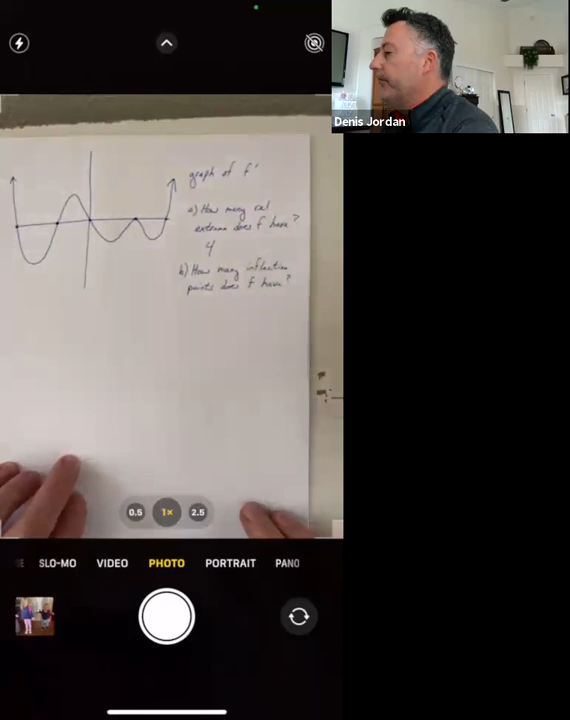 Denis Jordan
graph of f'
a) How many rel
extrema does f have?
4
b) How many inflection
points does f have?
0.5 1× 2.5
SLO-MO VIDEO PHOTO PORTRAIT PANO